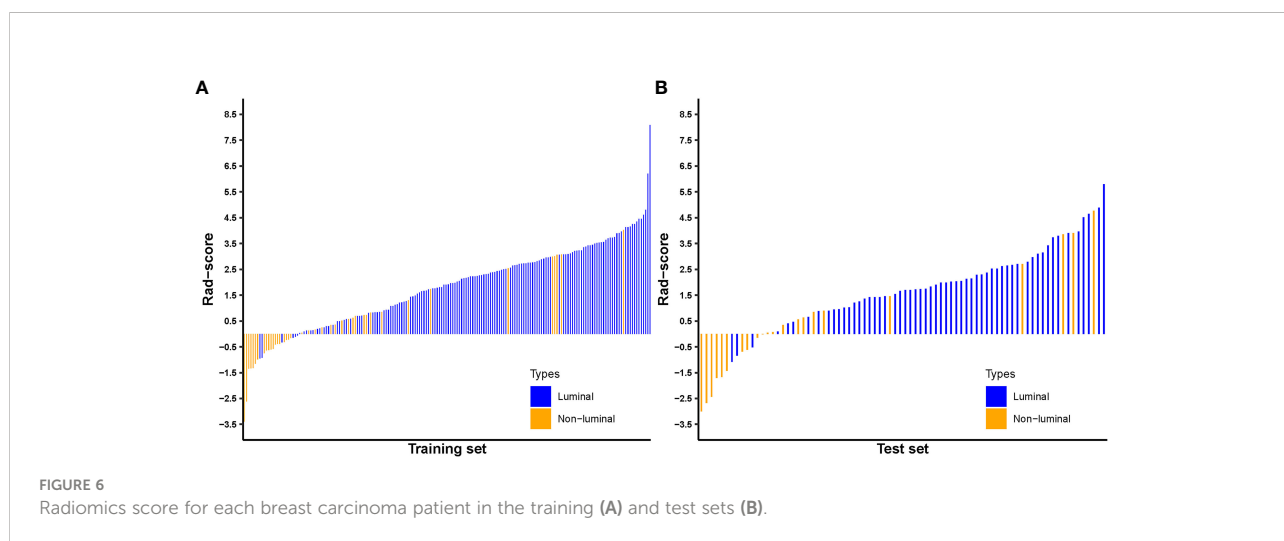 A
B
8.5
7.5
6.5
5.5
4.5
3.5
2.5
1.5
0.5
−0.5
−1.5
−2.5
−3.5
Rad−score
Types
Luminal
Non−luminal
Training set
8.5
7.5
6.5
5.5
4.5
3.5
2.5
1.5
0.5
−0.5
−1.5
−2.5
−3.5
Rad−score
Types
Luminal
Non−luminal
Test set
FIGURE 6
Radiomics score for each breast carcinoma patient in the training (A) and test sets (B).